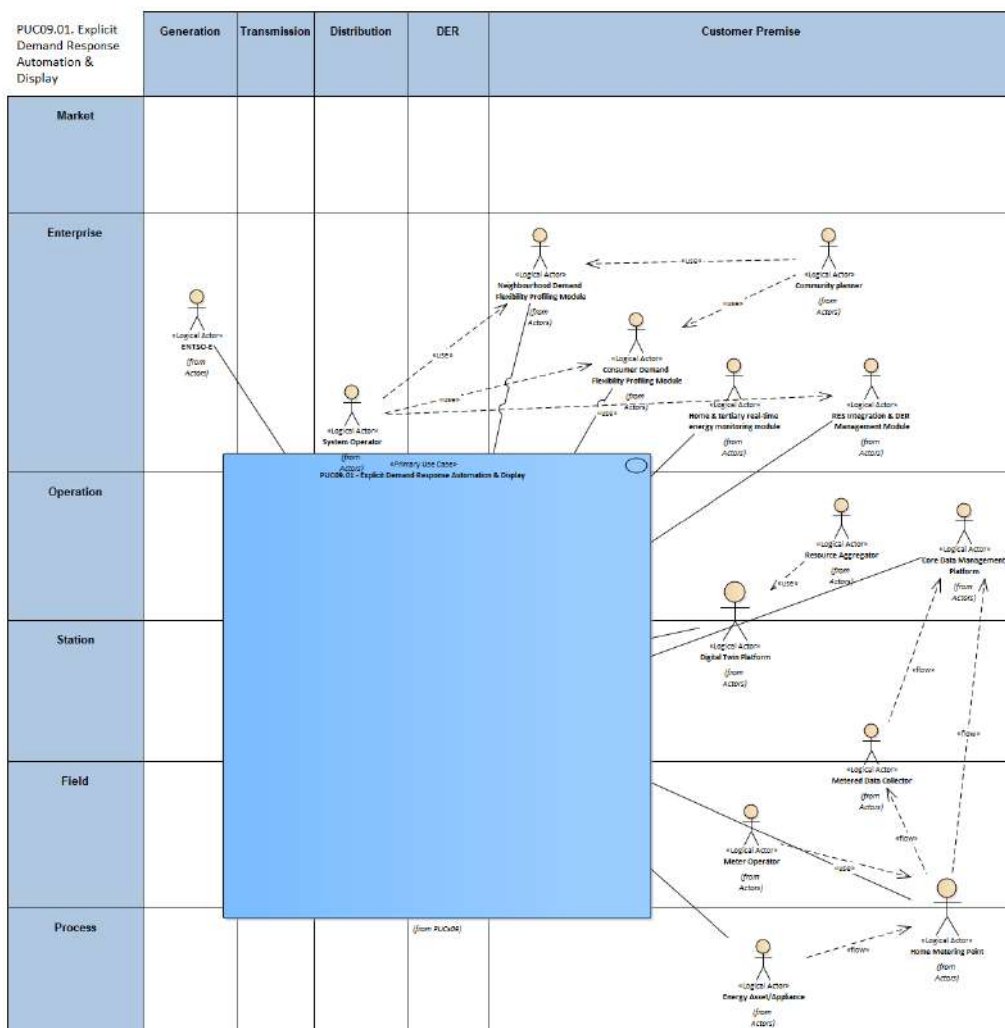 PUC09.01. Explicit
Demand Response
Automation &
Display
Generation
Transmission
Distribution
DER
Customer Premise
Market
Enterprise
«Logical Actor»
Neighbourhood Demand
Flexibility Profiling Module
(from
Actors)
«use»
«Logical Actor»
Community planner
(from
Actors)
«use»
«Logical Actor»
ENTSO-E
(from
Actors)
«Logical Actor»
Consumer Demand
Flexibility Profiling Module
(from
Actors)
«use»
«use»
«use»
«Logical Actor»
System Operator
(from
Actors)
«Logical Actor»
Home & tertiary real-time
energy monitoring module
(from
Actors)
«Logical Actor»
RES Integration & DER
Management Module
(from
Actors)
«Primary Use Case»
PUC09.01 - Explicit Demand Response Automation & Display
Operation
«Logical Actor»
Resource Aggregator
(from
Actors)
«use»
«Logical Actor»
Core Data Management
Platform
(from
Actors)
Station
«Logical Actor»
Digital Twin Platform
(from
Actors)
«flow»
«flow»
Field
«Logical Actor»
Metered Data Collector
(from
Actors)
«flow»
«Logical Actor»
Meter Operator
(from
Actors)
«use»
Process
(from PUCx09)
«Logical Actor»
Home Metering Point
(from
Actors)
«flow»
«Logical Actor»
Energy Asset/Appliance
(from
Actors)